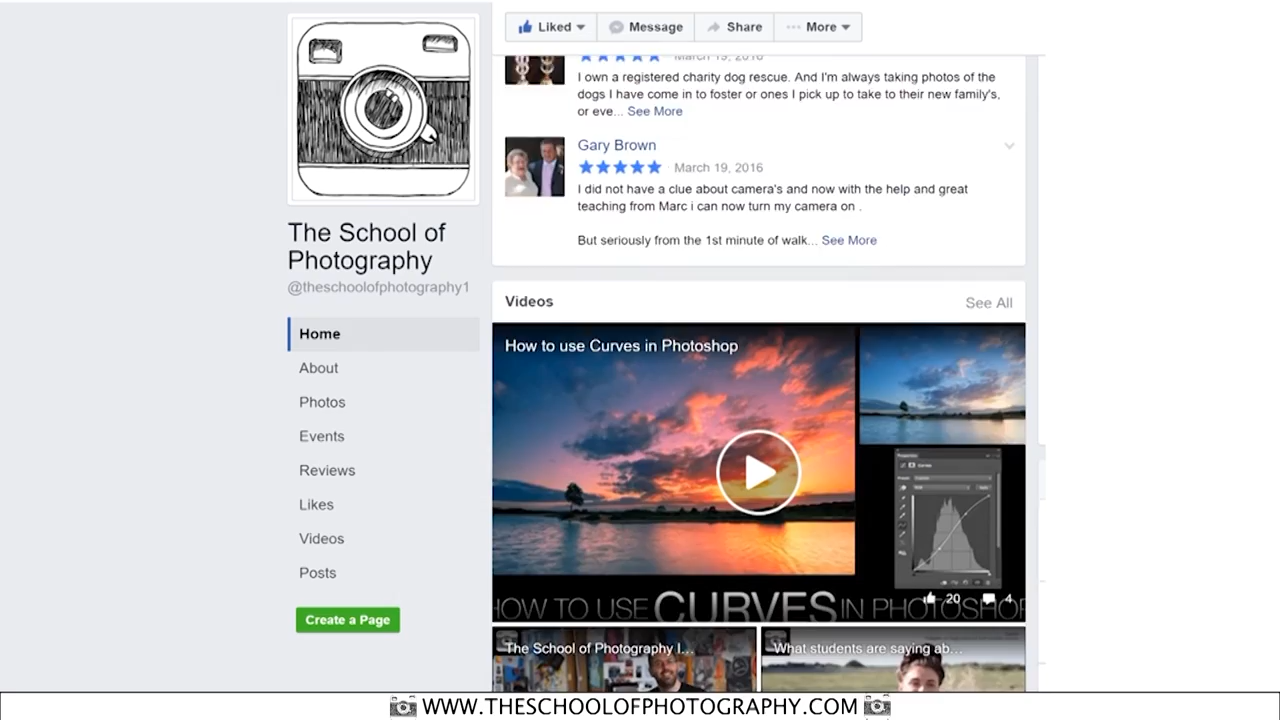 Liked
Message
Share
More
March 19, 2016
I own a registered charity dog rescue. And I'm always taking photos of the
dogs I have come in to foster or ones I pick up to take to their new family's,
or eve... See More
Gary Brown
March 19, 2016
I did not have a clue about camera's and now with the help and great
teaching from Marc i can now turn my camera on .
But seriously from the 1st minute of walk... See More
The School of
Photography
@theschoolofphotography1
Home
About
Photos
Events
Reviews
Likes
Videos
Posts
Create a Page
Videos
See All
How to use Curves in Photoshop
Properties
Curves
20
4
HOW TO USE CURVES IN PHOTOSHOP
The School of Photography I...
What students are saying ab...
WWW.THESCHOOLOFPHOTOGRAPHY.COM